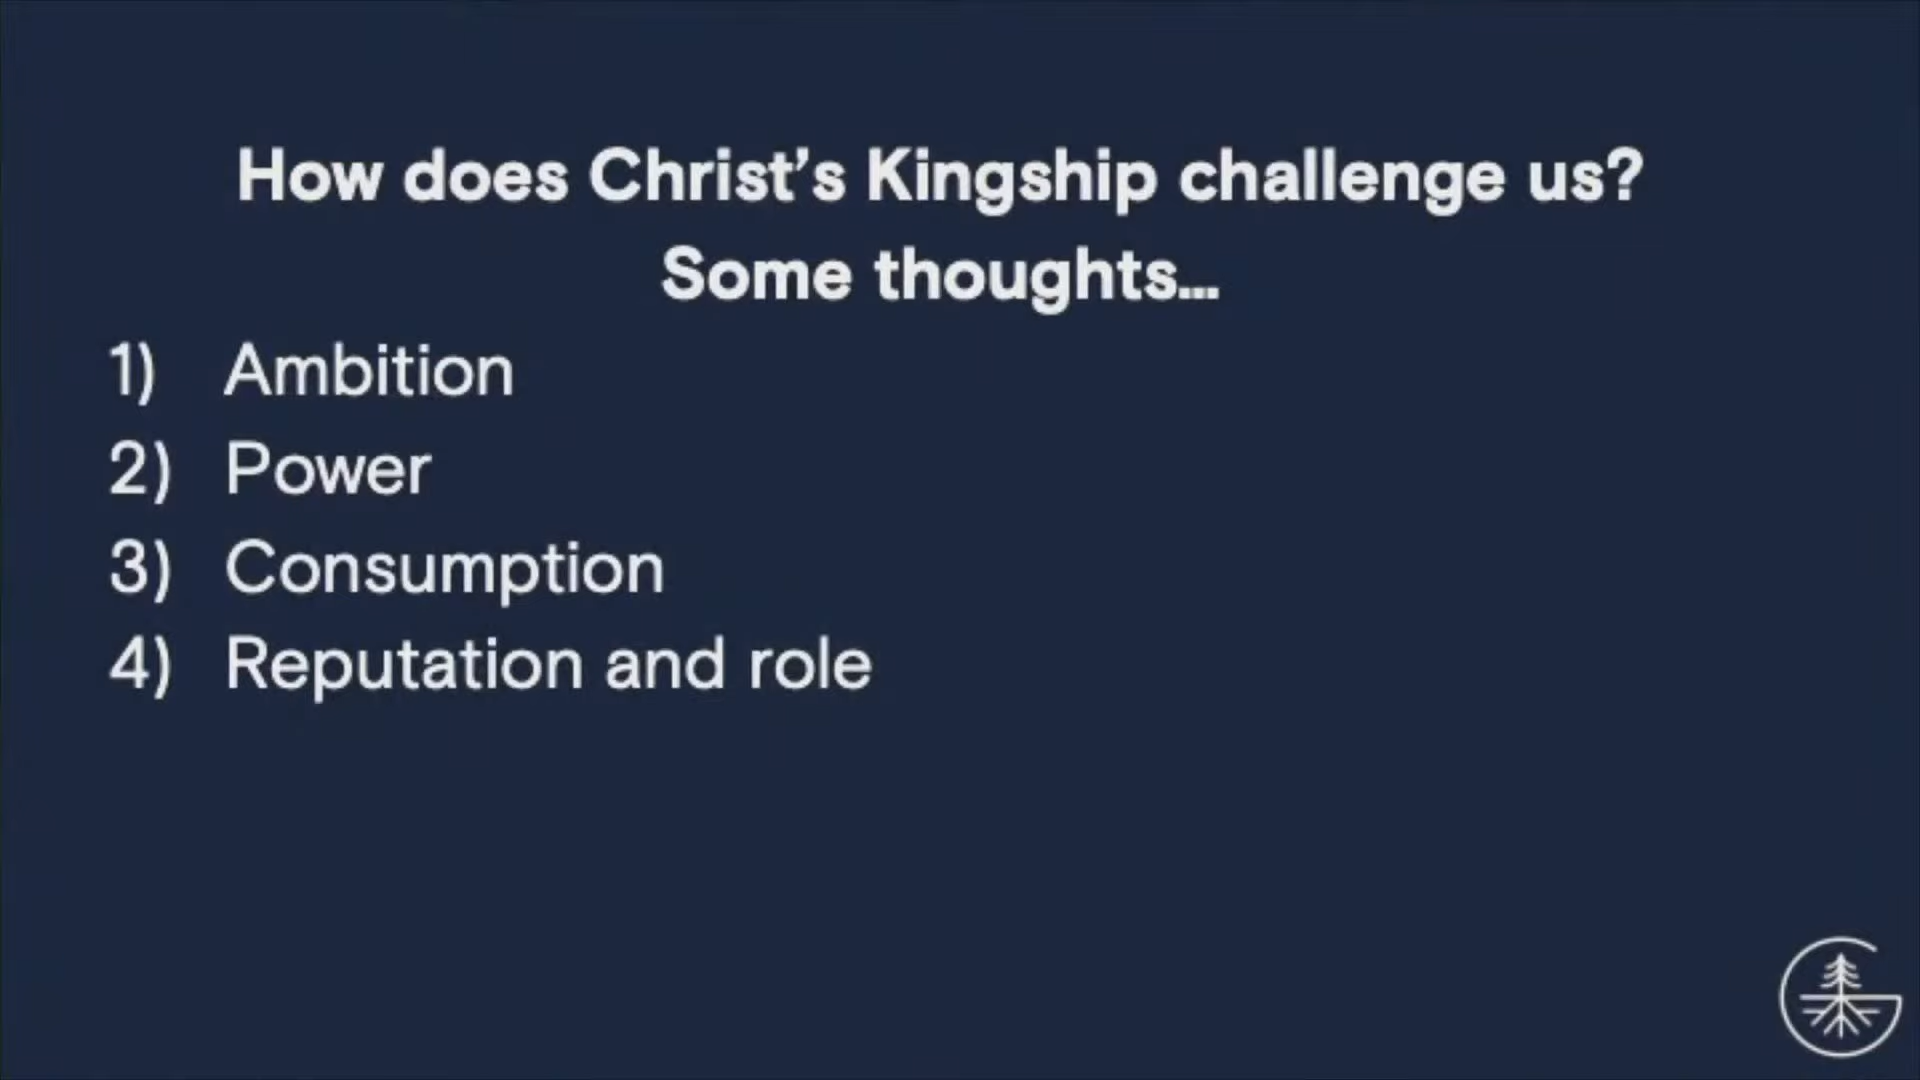 How does Christ's Kingship challenge us?
Some thoughts...
1) Ambition
2) Power
3) Consumption
4) Reputation and role